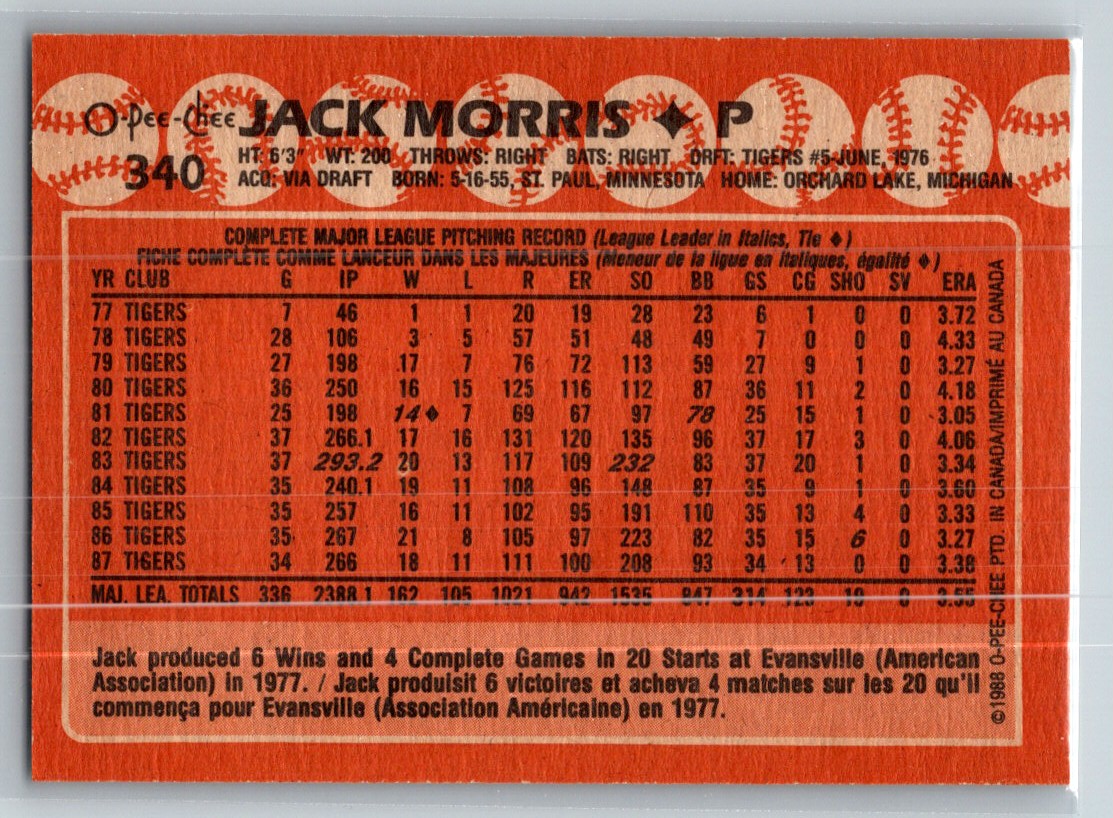 O-Pee-Chee JACK MORRIS ♦ P
340 HT: 6'3" WT: 200 THROWS: RIGHT BATS: RIGHT DRFT: TIGERS #5-JUNE, 1976
ACQ: VIA DRAFT BORN: 5-16-55, ST. PAUL, MINNESOTA HOME: ORCHARD LAKE, MICHIGAN
COMPLETE MAJOR LEAGUE PITCHING RECORD (League Leader in Italics, Tie ♦)
FICHE COMPLÈTE COMME LANCEUR DANS LES MAJEURES (Meneur de la ligue en italiques, égalité ♦)
YR CLUB G IP W L R ER SO BB GS CG SHO SV ERA
77 TIGERS 7 46 1 1 20 19 28 23 6 1 0 0 3.72
78 TIGERS 28 106 3 5 57 51 48 49 7 0 0 0 4.33
79 TIGERS 27 198 17 7 76 72 113 59 27 9 1 0 3.27
80 TIGERS 36 250 16 15 125 116 112 87 36 11 2 0 4.18
81 TIGERS 25 198 14♦ 7 69 67 97 78 25 15 1 0 3.05
82 TIGERS 37 266.1 17 16 131 120 135 96 37 17 3 0 4.06
83 TIGERS 37 293.2 20 13 117 109 232 83 37 20 1 0 3.34
84 TIGERS 35 240.1 19 11 108 96 148 87 35 9 1 0 3.60
85 TIGERS 35 257 16 11 102 95 191 110 35 13 4 0 3.33
86 TIGERS 35 267 21 8 105 97 223 82 35 15 6 0 3.27
87 TIGERS 34 266 18 11 111 100 208 93 34 13 0 0 3.38
MAJ. LEA. TOTALS 336 2388.1 162 105 1021 942 1535 847 314 123 19 0 3.55
Jack produced 6 Wins and 4 Complete Games in 20 Starts at Evansville (American
Association) in 1977. / Jack produisit 6 victoires et acheva 4 matches sur les 20 qu'il
commença pour Evansville (Association Américaine) en 1977.
©1988 O-PEE-CHEE PTD. IN CANADA/IMPRIMÉ AU CANADA